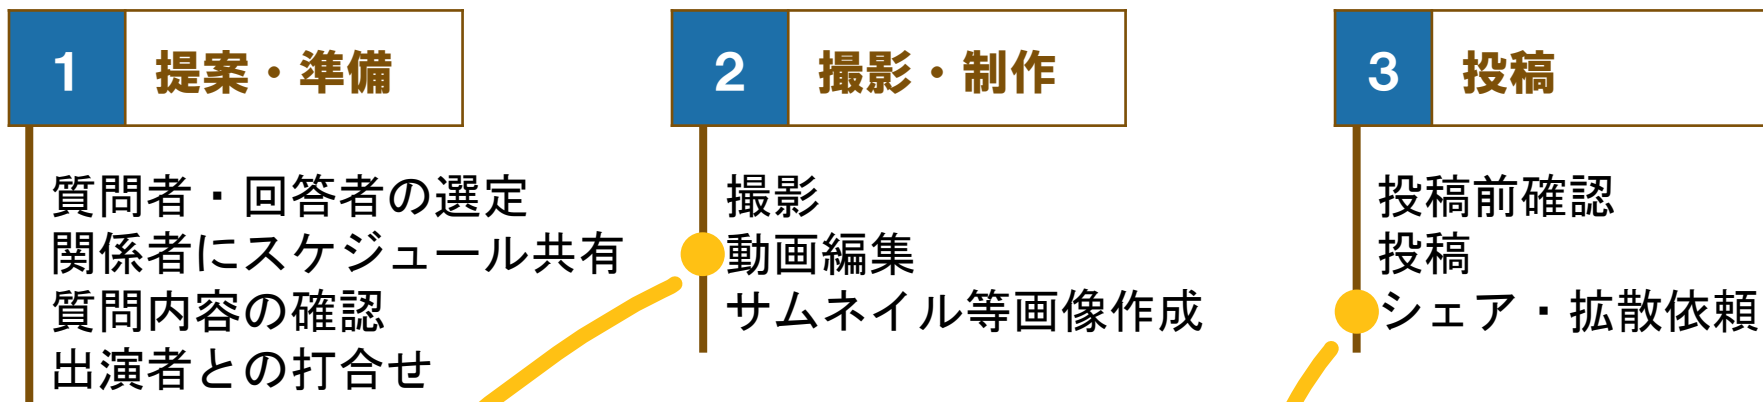 1 提案・準備
質問者・回答者の選定
関係者にスケジュール共有
質問内容の確認
出演者との打合せ
2 撮影・制作
撮影
動画編集
サムネイル等画像作成
3 投稿
投稿前確認
投稿
シェア・拡散依頼